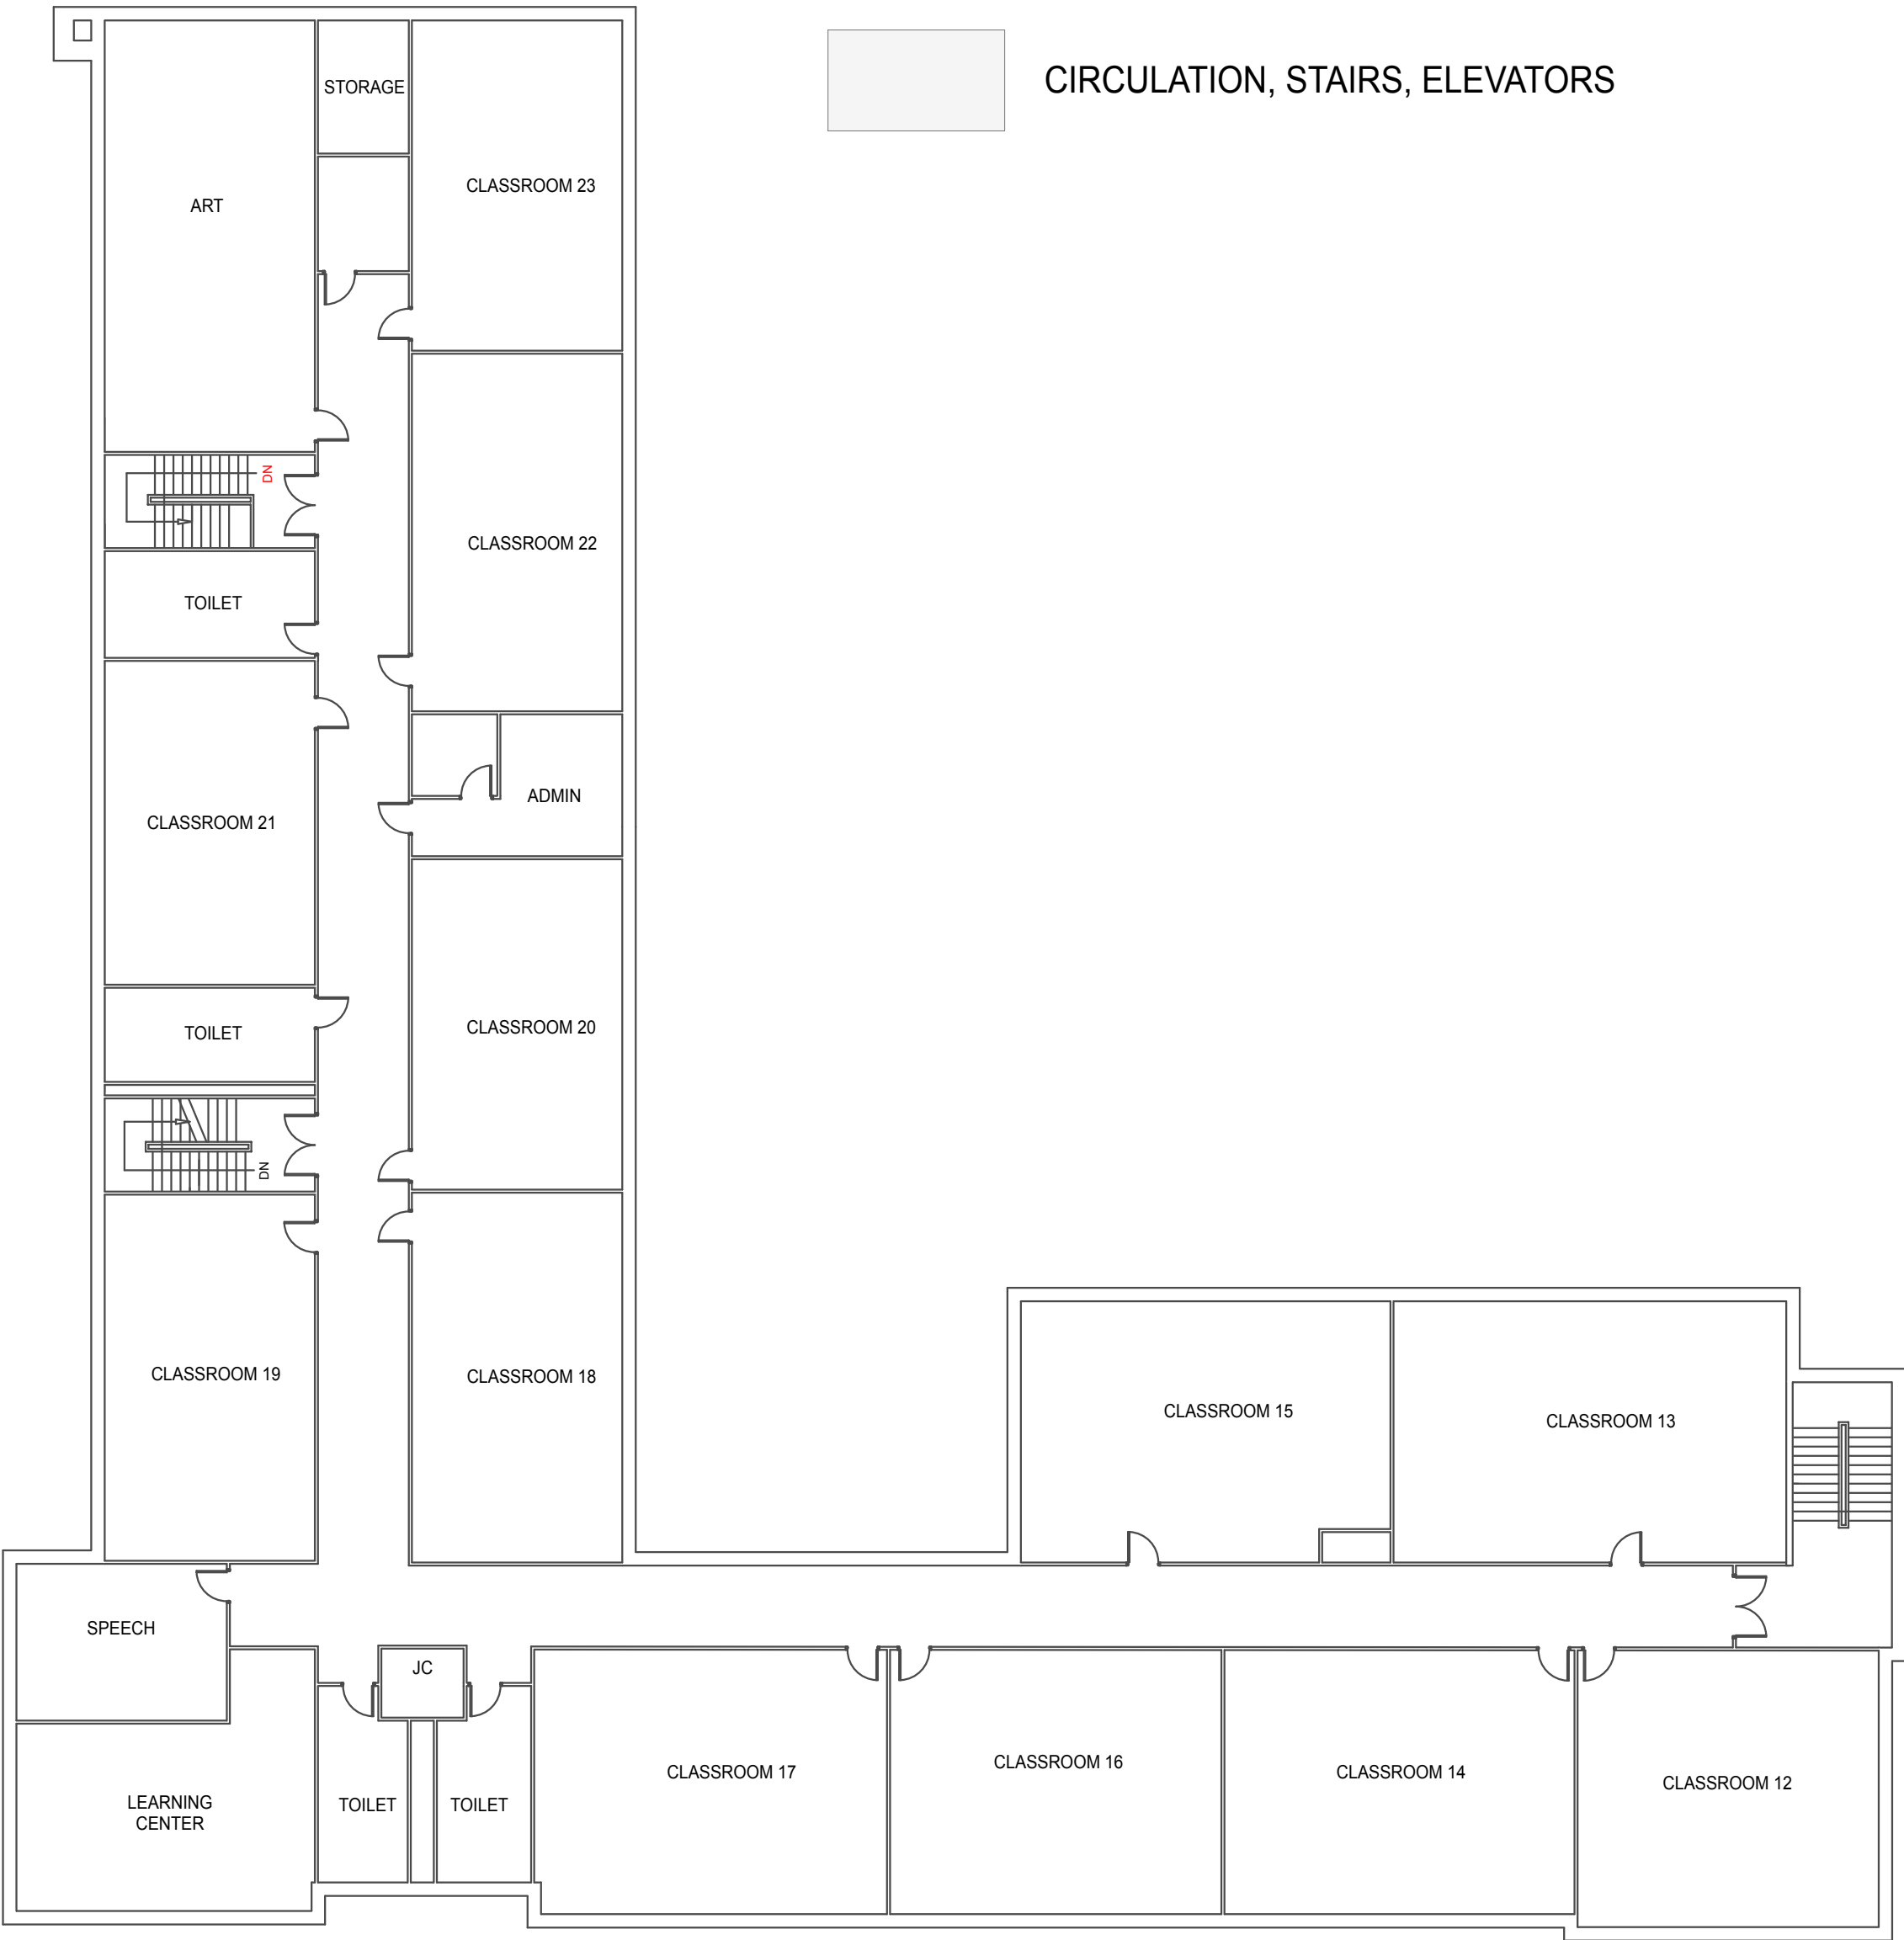 CIRCULATION, STAIRS, ELEVATORS
STORAGE
CLASSROOM 23
ART
DN
CLASSROOM 22
TOILET
ADMIN
CLASSROOM 21
CLASSROOM 20
TOILET
DN
CLASSROOM 19
CLASSROOM 18
CLASSROOM 15
CLASSROOM 13
SPEECH
JC
CLASSROOM 17
CLASSROOM 16
CLASSROOM 14
CLASSROOM 12
LEARNING
CENTER
TOILET
TOILET